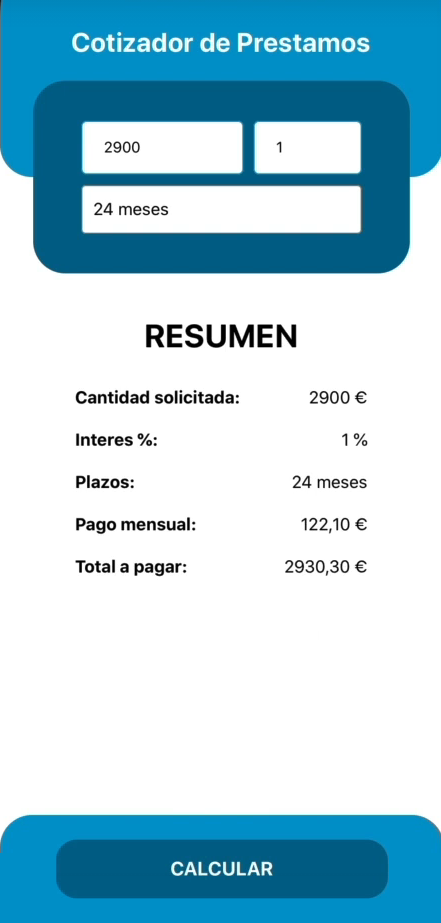 Cotizador de Prestamos
2900 1
24 meses
RESUMEN
Cantidad solicitada: 2900 €
Interes %: 1 %
Plazos: 24 meses
Pago mensual: 122,10 €
Total a pagar: 2930,30 €
CALCULAR